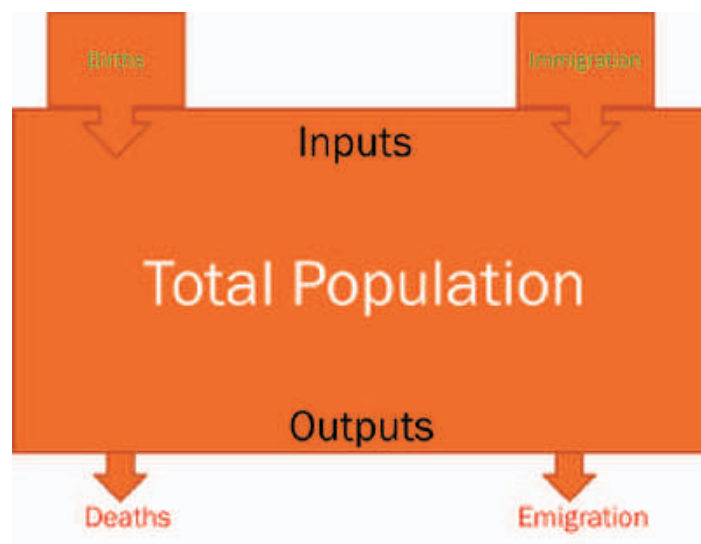 Births
Immigration
Inputs
Total Population
Outputs
Deaths
Emigration